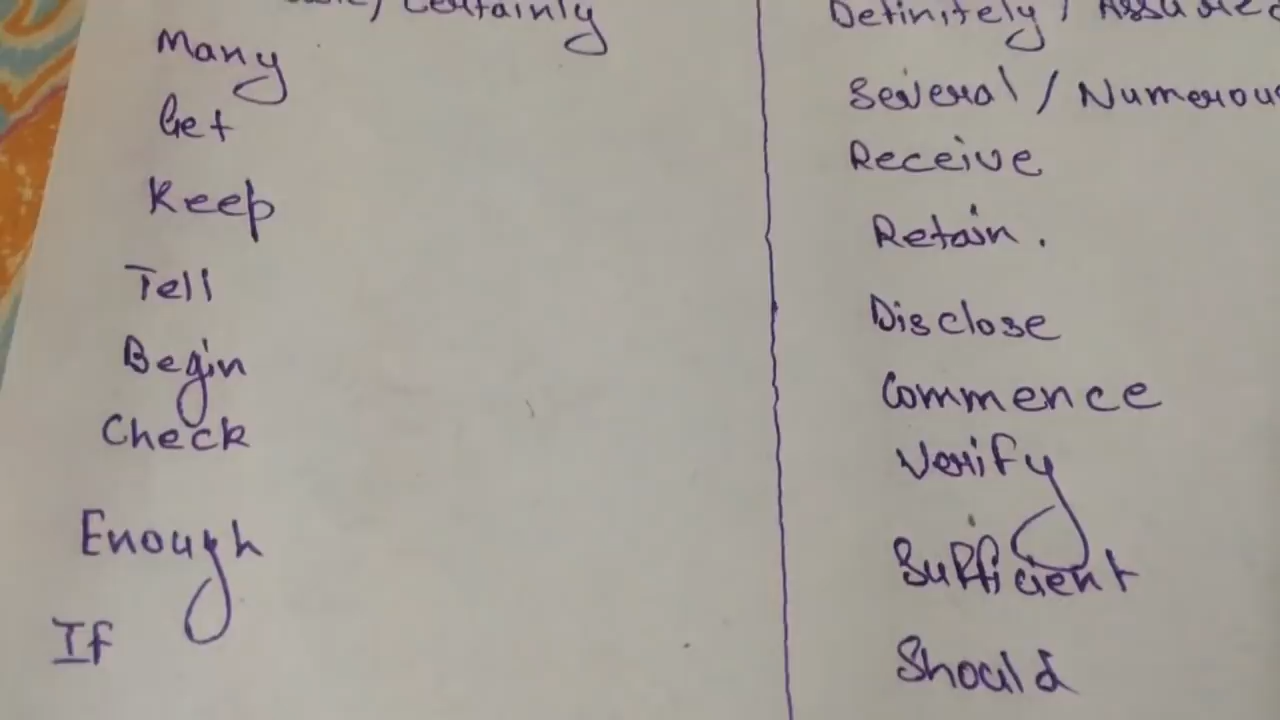 Certainly Definitely /
Many Several / Numerous
Get Receive
Keep Retain.
Tell Disclose
Begin Commence
Check Verify
Enough Sufficient
If Should